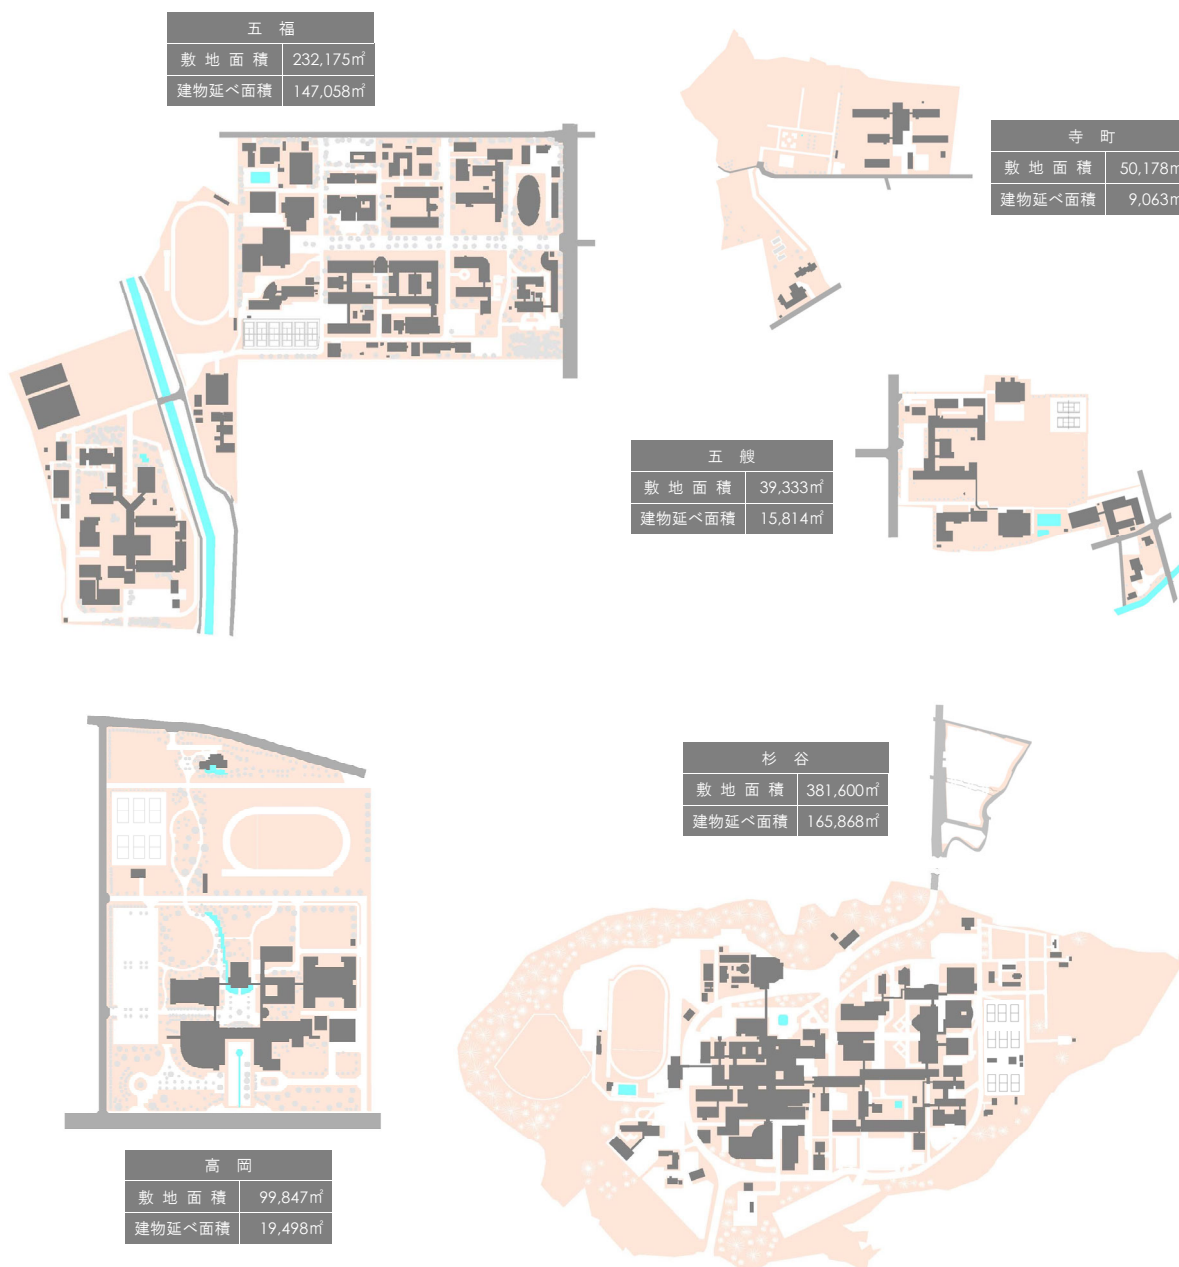 五 福
敷地面積 232,175㎡
建物延べ面積 147,058㎡
寺 町
敷地面積 50,178㎡
建物延べ面積 9,063㎡
五 艘
敷地面積 39,333㎡
建物延べ面積 15,814㎡
杉 谷
敷地面積 381,600㎡
建物延べ面積 165,868㎡
高 岡
敷地面積 99,847㎡
建物延べ面積 19,498㎡